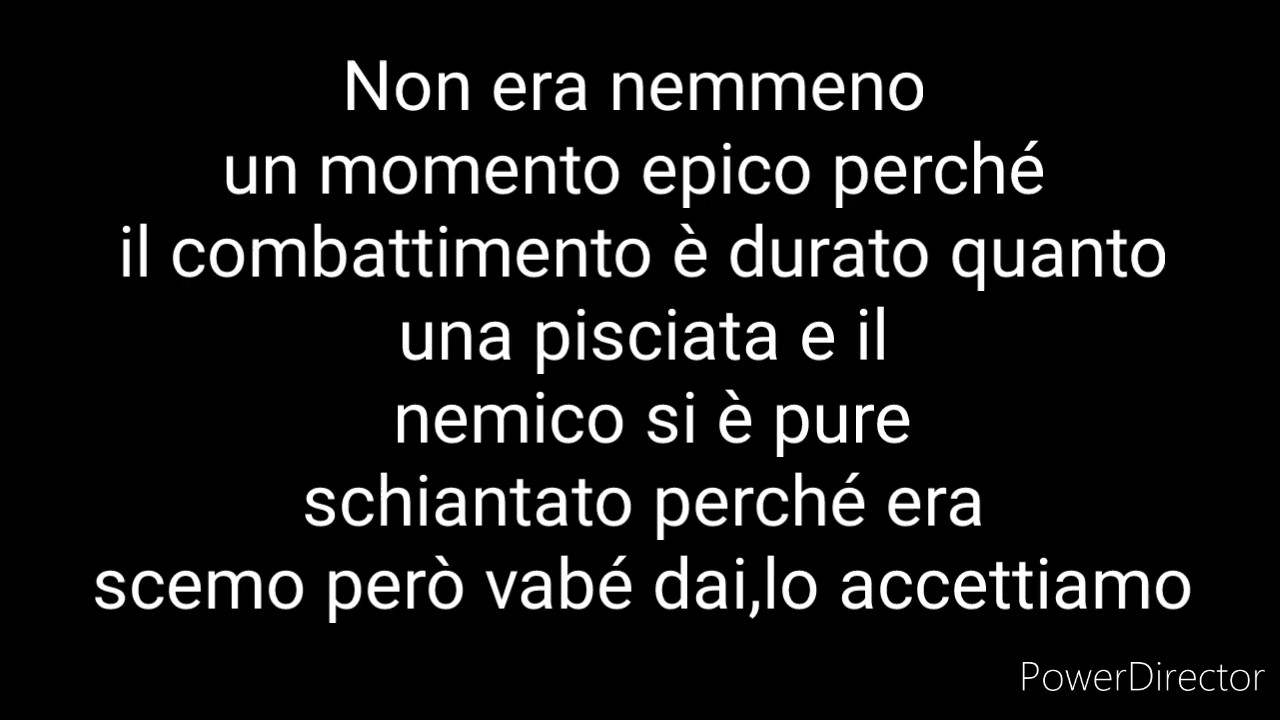 Non era nemmeno
un momento epico perché
il combattimento è durato quanto
una pisciata e il
nemico si è pure
schiantato perché era
scemo però vabé dai,lo accettiamo
PowerDirector